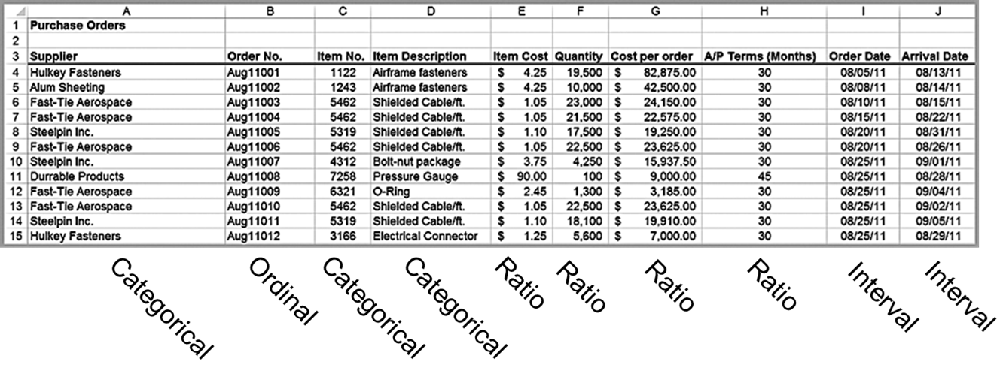 A B C D E F G H I J
1 Purchase Orders
2
3 Supplier Order No. Item No. Item Description Item Cost Quantity Cost per order A/P Terms (Months) Order Date Arrival Date
4 Hulkey Fasteners Aug11001 1122 Airframe fasteners $ 4.25 19,500 $ 82,875.00 30 08/05/11 08/13/11
5 Alum Sheeting Aug11002 1243 Airframe fasteners $ 4.25 10,000 $ 42,500.00 30 08/08/11 08/14/11
6 Fast-Tie Aerospace Aug11003 5462 Shielded Cable/ft. $ 1.05 23,000 $ 24,150.00 30 08/10/11 08/15/11
7 Fast-Tie Aerospace Aug11004 5462 Shielded Cable/ft. $ 1.05 21,500 $ 22,575.00 30 08/15/11 08/22/11
8 Steelpin Inc. Aug11005 5319 Shielded Cable/ft. $ 1.10 17,500 $ 19,250.00 30 08/20/11 08/31/11
9 Fast-Tie Aerospace Aug11006 5462 Shielded Cable/ft. $ 1.05 22,500 $ 23,625.00 30 08/20/11 08/26/11
10 Steelpin Inc. Aug11007 4312 Bolt-nut package $ 3.75 4,250 $ 15,937.50 30 08/25/11 09/01/11
11 Durrable Products Aug11008 7258 Pressure Gauge $ 90.00 100 $ 9,000.00 45 08/25/11 08/28/11
12 Fast-Tie Aerospace Aug11009 6321 O-Ring $ 2.45 1,300 $ 3,185.00 30 08/25/11 09/04/11
13 Fast-Tie Aerospace Aug11010 5462 Shielded Cable/ft. $ 1.05 22,500 $ 23,625.00 30 08/25/11 09/02/11
14 Steelpin Inc. Aug11011 5319 Shielded Cable/ft. $ 1.10 18,100 $ 19,910.00 30 08/25/11 09/05/11
15 Hulkey Fasteners Aug11012 3166 Electrical Connector $ 1.25 5,600 $ 7,000.00 30 08/25/11 08/29/11
Categorical Ordinal Categorical Categorical Ratio Ratio Ratio Ratio Interval Interval